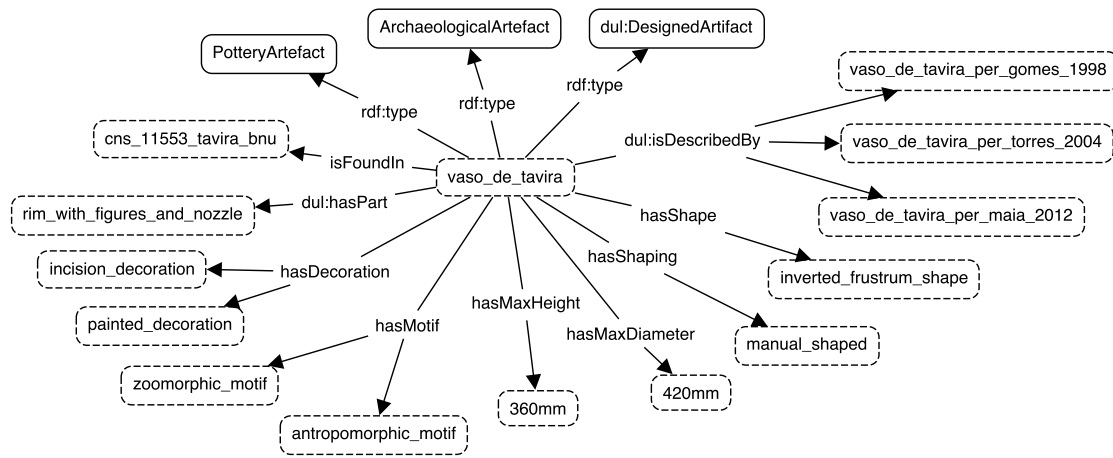 ArchaeologicalArtefact
dul:DesignedArtifact
PotteryArtefact
vaso_de_tavira_per_gomes_1998
rdf:type
rdf:type
rdf:type
cns_11553_tavira_bnu
dul:isDescribedBy
vaso_de_tavira_per_torres_2004
isFoundIn
vaso_de_tavira
dul:hasPart
rim_with_figures_and_nozzle
hasShape
vaso_de_tavira_per_maia_2012
hasShaping
incision_decoration
hasDecoration
inverted_frustrum_shape
hasMaxHeight
painted_decoration
hasMotif
hasMaxDiameter
manual_shaped
zoomorphic_motif
420mm
360mm
antropomorphic_motif